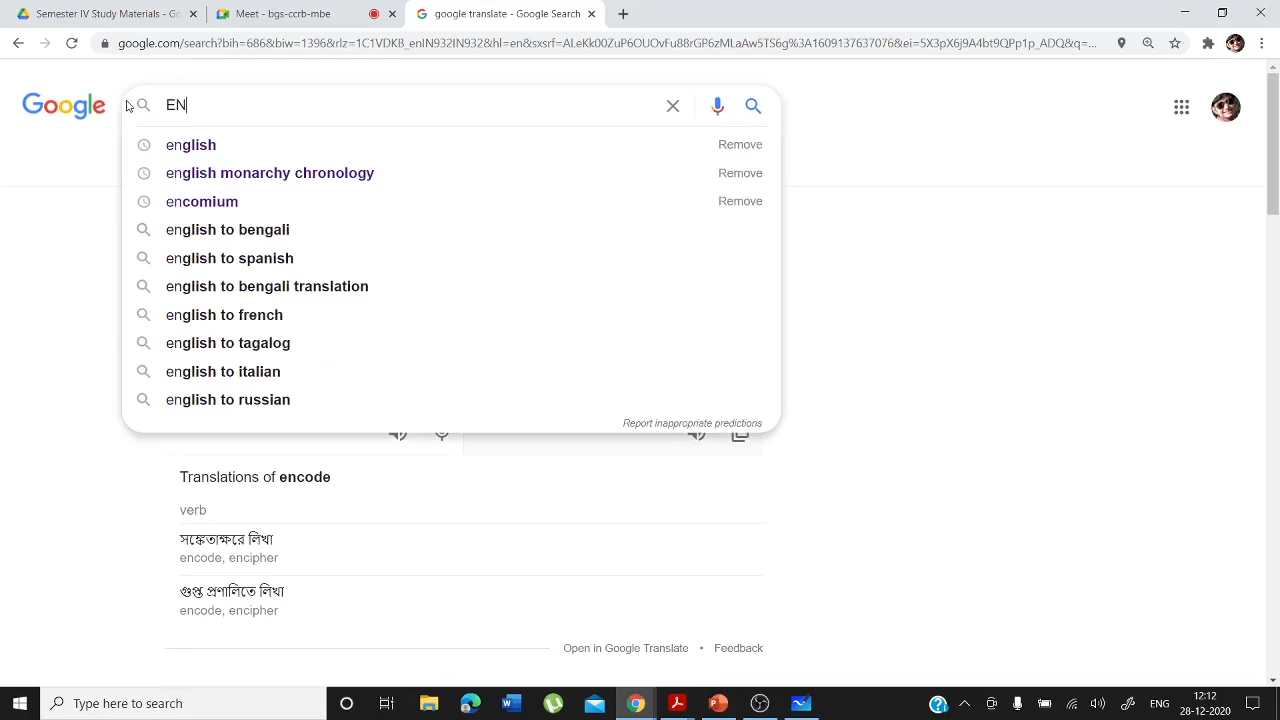 Semester IV Study Materials - Go
Meet - bgs-ccrb-mbe
google translate - Google Search
google.com/search?bih=686&biw=1396&rlz=1C1VDKB_enIN932IN932&hl=en&sxsrf=ALeKk00ZuP6OUOvFu88rGP6zMLaAw5TS6g%3A1609137637076&ei=5X3pX6j9A4bt9QPp1p_ADQ&q=...
Google
EN
english Remove
english monarchy chronology Remove
encomium Remove
english to bengali
english to spanish
english to bengali translation
english to french
english to tagalog
english to italian
english to russian
Report inappropriate predictions
Translations of encode
verb
সঙ্কেতাক্ষরে লিখা
encode, encipher
গুপ্ত প্রণালিতে লিখা
encode, encipher
Open in Google Translate • Feedback
Type here to search
ENG
12:12
28-12-2020